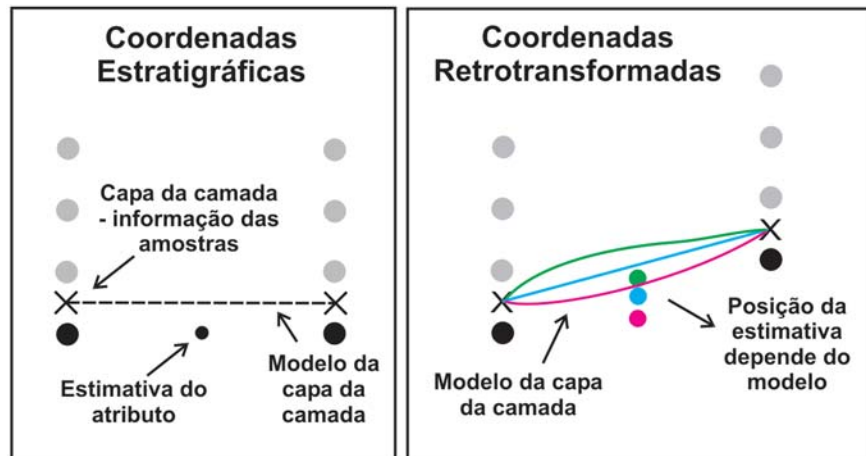 Coordenadas
Estratigráficas
Capa da camada
- informação das
amostras
Estimativa do
atributo
Modelo da
capa da
camada
Coordenadas
Retrotransformadas
Modelo da capa
da camada
Posição da
estimativa
depende do
modelo